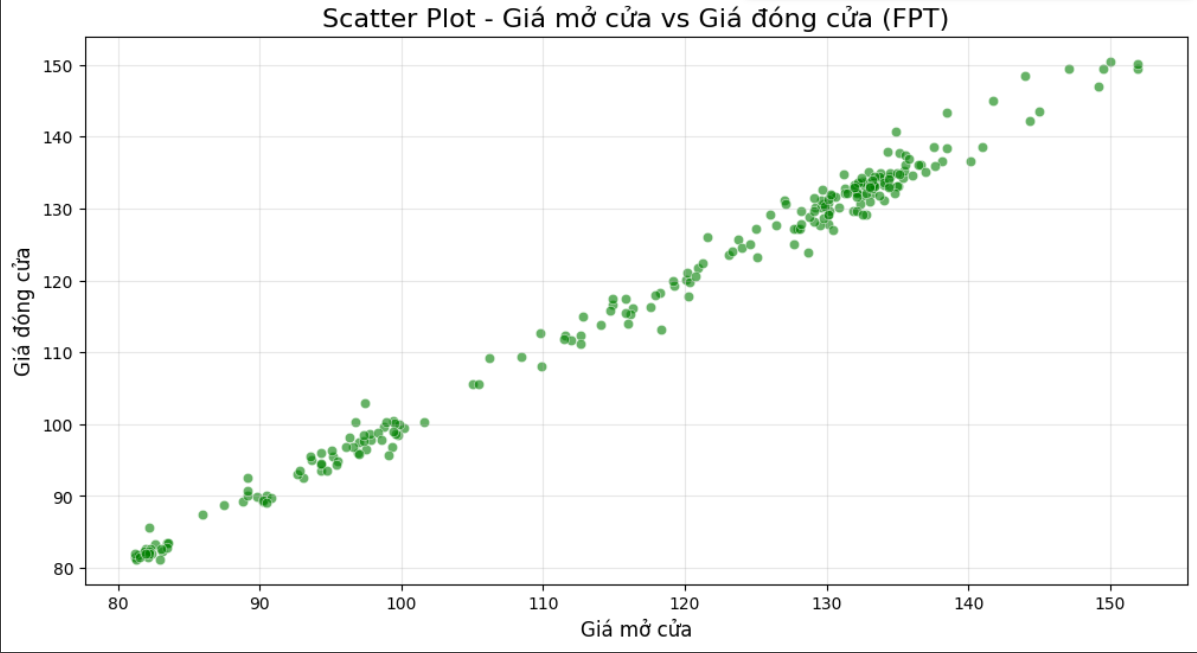 Scatter Plot - Giá mở cửa vs Giá đóng cửa (FPT)
150
140
130
120
110
100
90
80
Giá đóng cửa
80 90 100 110 120 130 140 150
Giá mở cửa